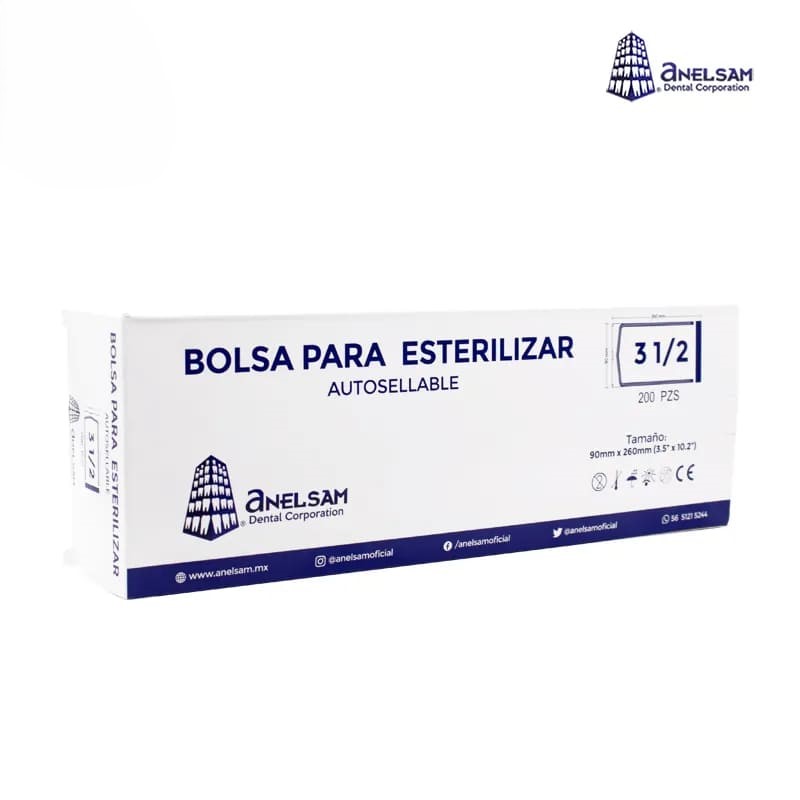 ANELSAM
Dental Corporation
BOLSA PARA ESTERILIZAR
AUTOSELLABLE
3 1/2
200 PZS
Tamaño:
90mm x 260mm (3.5" x 10.2")
CE
ANELSAM
Dental Corporation
www.anelsam.mx
@anelsamoficial
/anelsamoficial
@anelsamoficial
56 5121 5244
BOLSA PARA ESTERILIZAR
AUTOSELLABLE
3 1/2